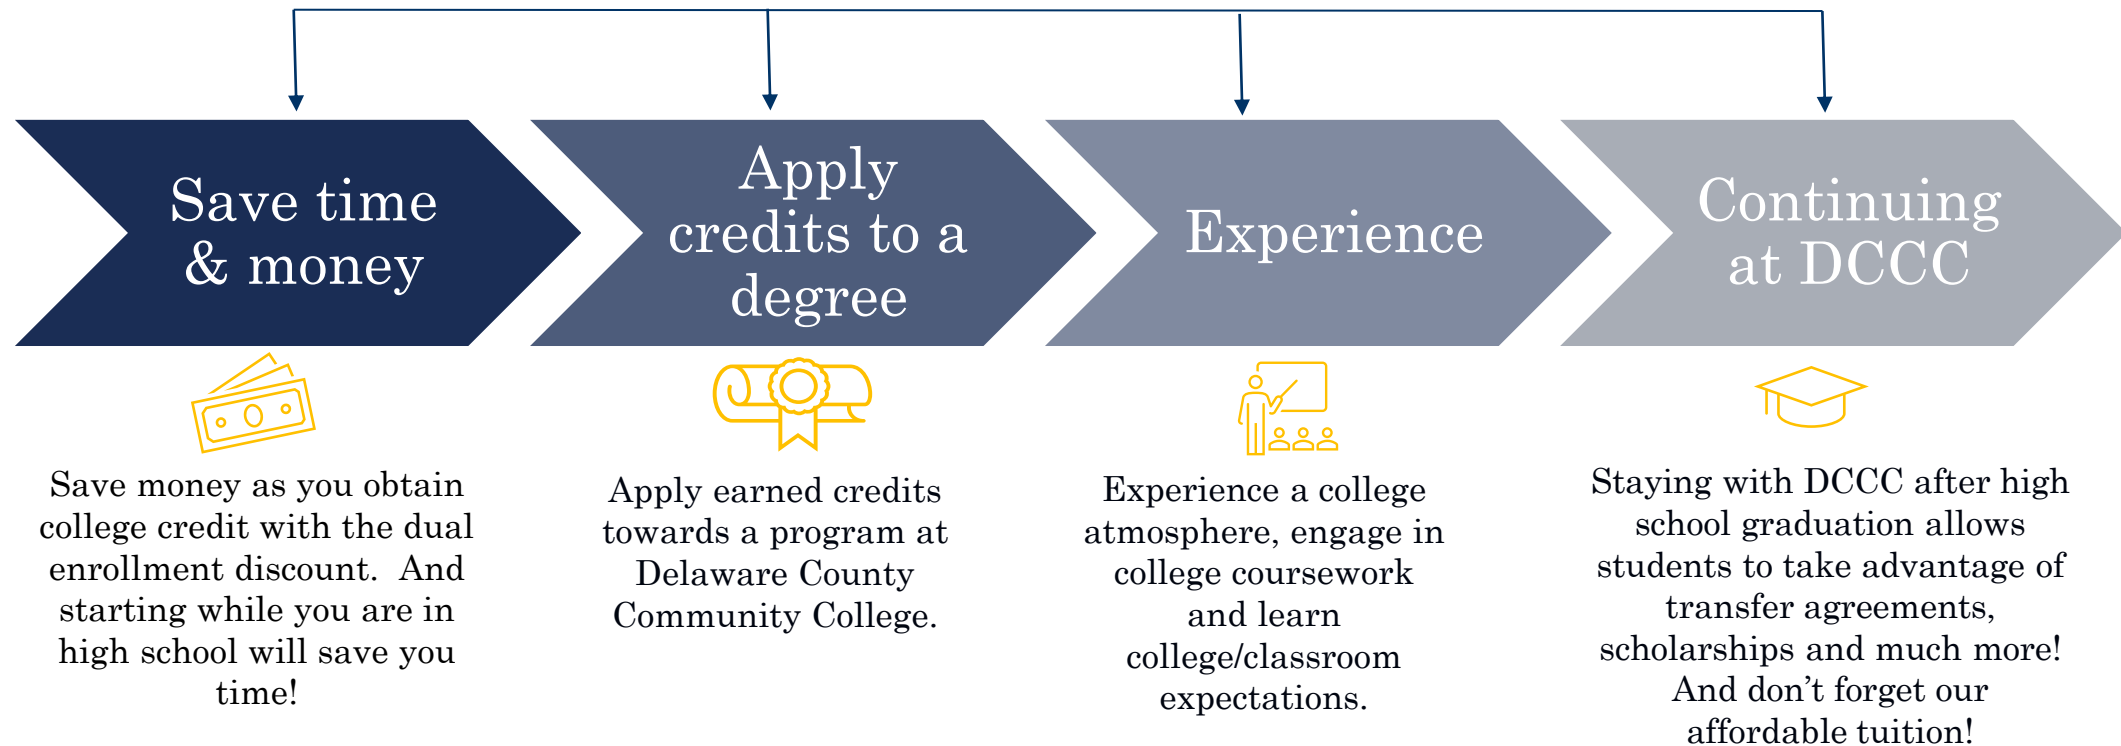 Save time
& money
Apply
credits to a
degree
Experience
Continuing
at DCCC
Save money as you obtain
college credit with the dual
enrollment discount.  And
starting while you are in
high school will save you
time!
Apply earned credits
towards a program at
Delaware County
Community College.
Experience a college
atmosphere, engage in
college coursework
and learn
college/classroom
expectations.
Staying with DCCC after high
school graduation allows
students to take advantage of
transfer agreements,
scholarships and much more!
And don’t forget our
affordable tuition!